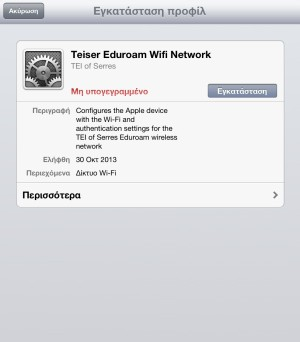 Ακύρωση
Εγκατάσταση προφίλ
Teiser Eduroam Wifi Network
TEI of Serres
Μη υπογεγραμμένο
Εγκατάσταση
Περιγραφή Configures the Apple device
with the Wi-Fi and
authentication settings for the
TEI of Serres Eduroam wireless
network
Ελήφθη 30 Οκτ 2013
Περιεχόμενα Δίκτυο Wi-Fi
Περισσότερα